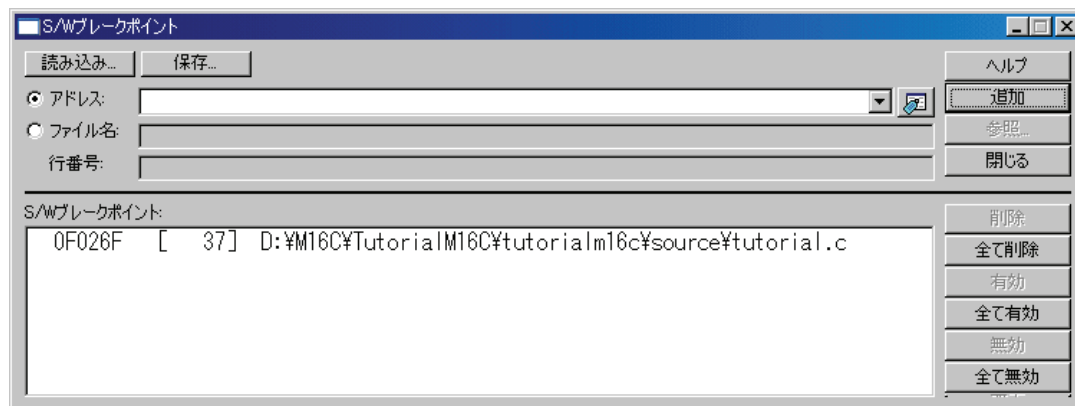 S/Wブレークポイント
読み込み... 保存... ヘルプ
アドレス: 追加
ファイル名: 参照...
行番号: 閉じる
S/Wブレークポイント: 削除
0F026F [ 37] D:¥M16C¥TutorialM16C¥tutorialm16c¥source¥tutorial.c
全て削除
有効
全て有効
無効
全て無効